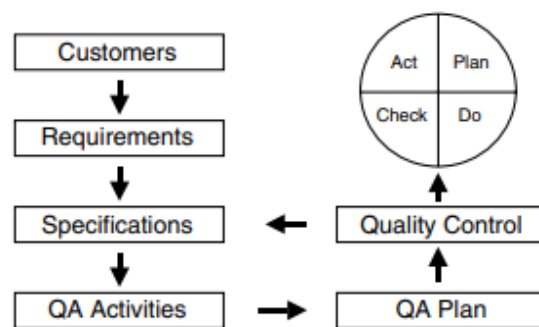 Customers
Act
Plan
Check
Do
Requirements
Specifications
Quality Control
QA Activities
QA Plan